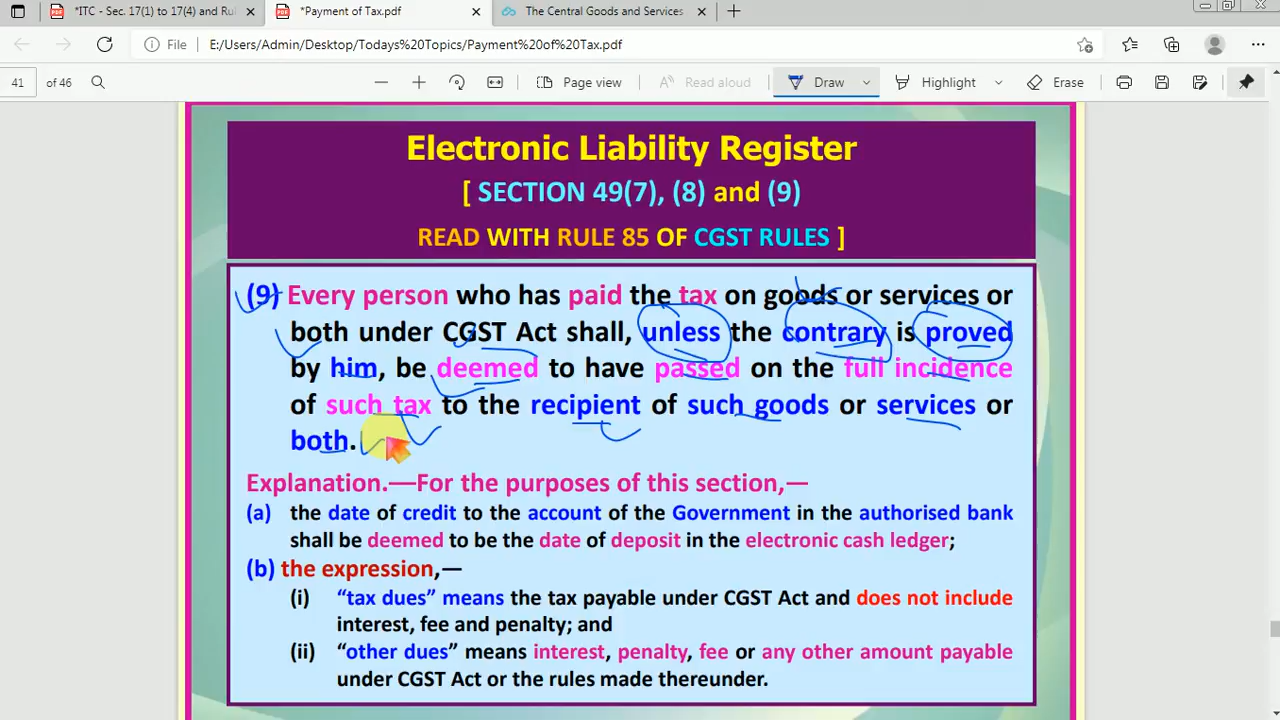 *ITC - Sec. 17(1) to 17(4) and Rul
*Payment of Tax.pdf
The Central Goods and Services
File
E:/Users/Admin/Desktop/Todays%20Topics/Payment%20of%20Tax.pdf
41 of 46
Page view
Read aloud
Draw
Highlight
Erase
Electronic Liability Register
[ SECTION 49(7), (8) and (9)
READ WITH RULE 85 OF CGST RULES ]
(9) Every person who has paid the tax on goods or services or
both under CGST Act shall, unless the contrary is proved
by him, be deemed to have passed on the full incidence
of such tax to the recipient of such goods or services or
both.
Explanation.—For the purposes of this section,—
(a) the date of credit to the account of the Government in the authorised bank
shall be deemed to be the date of deposit in the electronic cash ledger;
(b) the expression,—
(i) “tax dues” means the tax payable under CGST Act and does not include
interest, fee and penalty; and
(ii) “other dues” means interest, penalty, fee or any other amount payable
under CGST Act or the rules made thereunder.